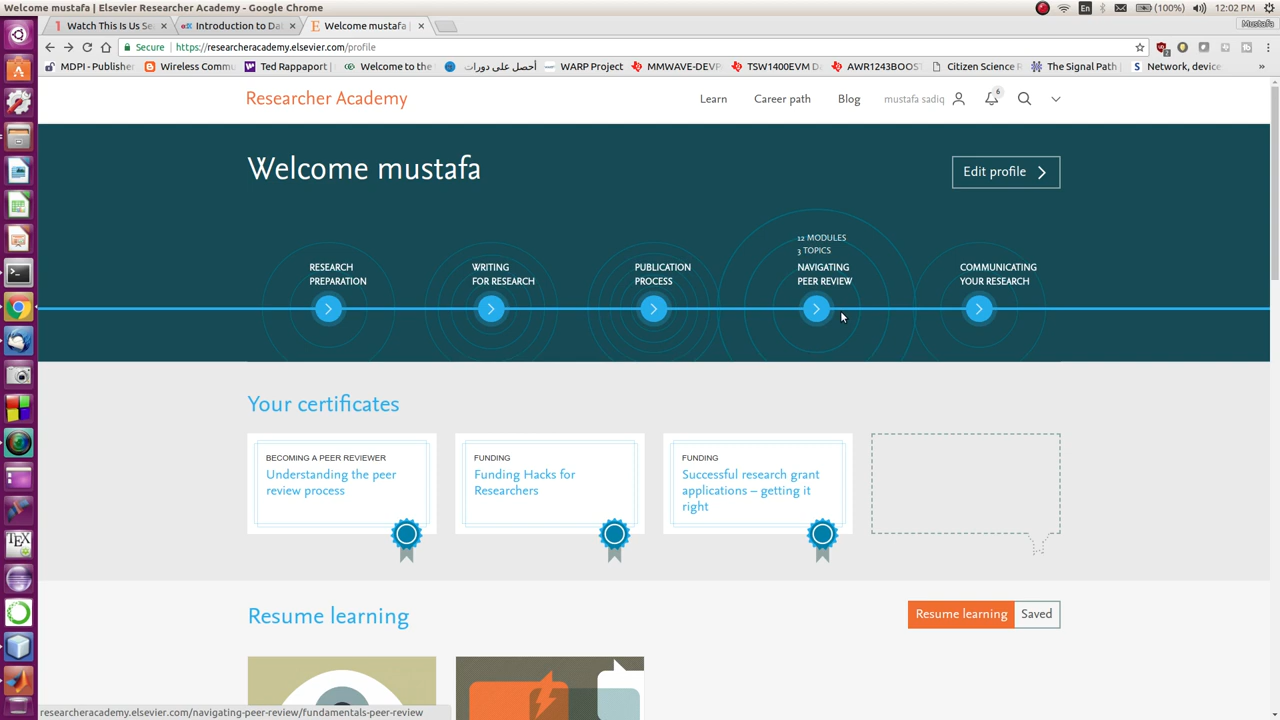 Welcome mustafa | Elsevier Researcher Academy - Google Chrome
En
(100%)
12:02 PM
Watch This Is Us Se
Introduction to Da
Welcome mustafa |
Mustafa
Secure
https://researcheracademy.elsevier.com/profile
MDPI - Publisher
Wireless Comm
Ted Rappaport
Welcome to the
أحصل على دورات
WARP Project
MMWAVE-DEVP
TSW1400EVM D
AWR1243BOOST
Citizen Science R
The Signal Path |
Network, device
»
Researcher Academy
Learn
Career path
Blog
mustafa sadiq
6
Welcome mustafa
Edit profile
12 MODULES
3 TOPICS
RESEARCH
PREPARATION
WRITING
FOR RESEARCH
PUBLICATION
PROCESS
NAVIGATING
PEER REVIEW
COMMUNICATING
YOUR RESEARCH
Your certificates
BECOMING A PEER REVIEWER
Understanding the peer
review process
FUNDING
Funding Hacks for
Researchers
FUNDING
Successful research grant
applications – getting it
right
Resume learning
Resume learning
Saved
researcheracademy.elsevier.com/navigating-peer-review/fundamentals-peer-review